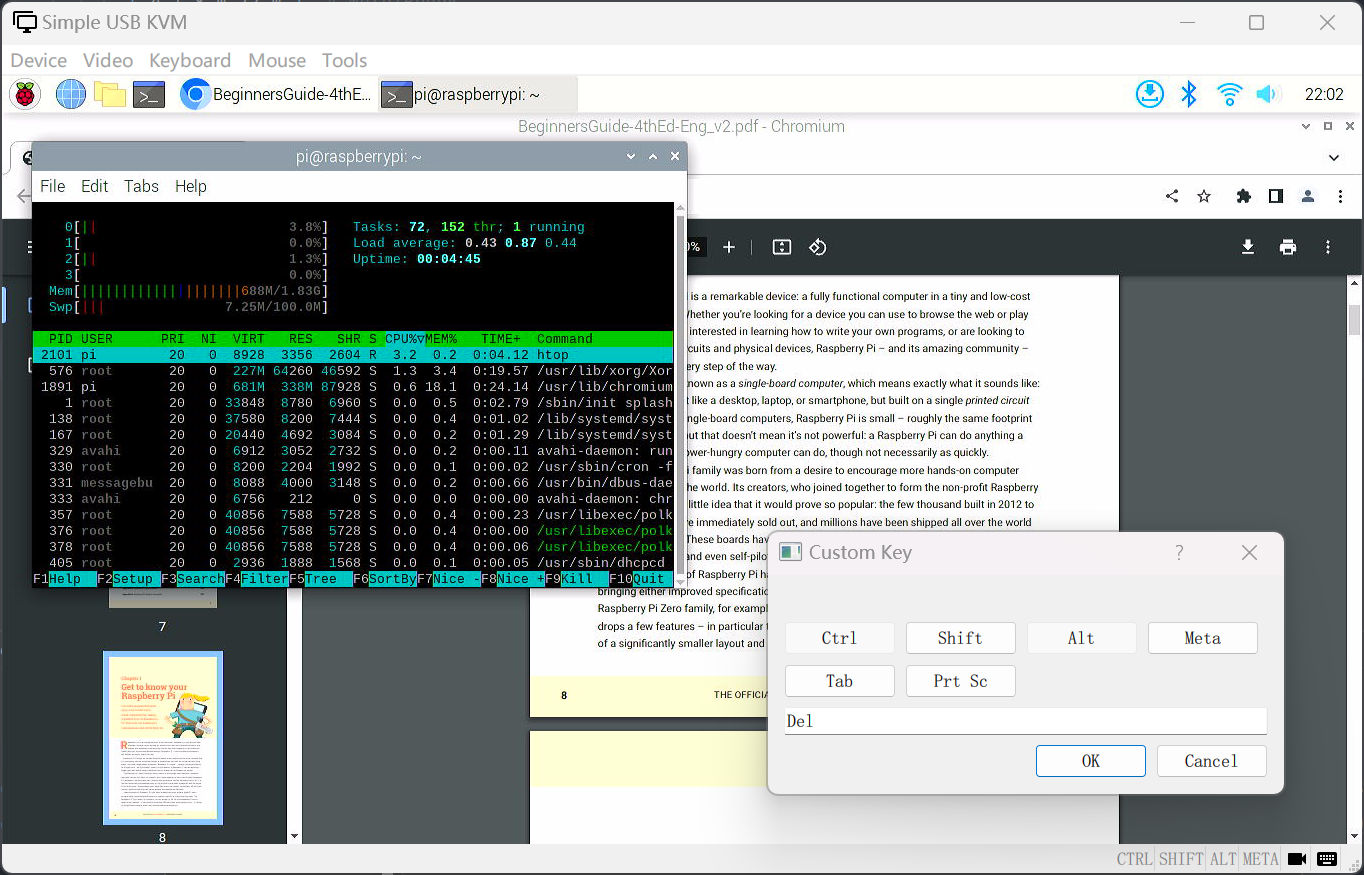 Simple USB KVM
Device Video Keyboard Mouse Tools
BeginnersGuide-4thE... pi@raspberrypi: ~ 22:02
BeginnersGuide-4thEd-Eng_v2.pdf - Chromium
pi@raspberrypi: ~
File Edit Tabs Help
0[|| 3.8%] Tasks: 72, 152 thr; 1 running
1[ 0.0%] Load average: 0.43 0.87 0.44
2[|| 1.3%] Uptime: 00:04:45
3[ 0.0%]
Mem[||||||||||||||||||||688M/1.83G]
Swp[||| 7.25M/100.0M]
PID USER PRI NI VIRT RES SHR S CPU%▽MEM% TIME+ Command
2101 pi 20 0 8928 3356 2604 R 3.2 0.2 0:04.12 htop
576 root 20 0 227M 64260 46592 S 1.3 3.4 0:19.57 /usr/lib/xorg/Xor
1891 pi 20 0 681M 338M 87928 S 0.6 18.1 0:24.14 /usr/lib/chromium
1 root 20 0 33848 8780 6960 S 0.0 0.5 0:02.79 /sbin/init splash
138 root 20 0 37580 8200 7444 S 0.0 0.4 0:01.02 /lib/systemd/syst
167 root 20 0 20440 4692 3084 S 0.0 0.2 0:01.29 /lib/systemd/syst
329 avahi 20 0 6912 3052 2732 S 0.0 0.2 0:00.11 avahi-daemon: run
330 root 20 0 8200 2204 1992 S 0.0 0.1 0:00.02 /usr/sbin/cron -f
331 messagebu 20 0 8088 4000 3148 S 0.0 0.2 0:00.66 /usr/bin/dbus-dae
333 avahi 20 0 6756 212 0 S 0.0 0.0 0:00.00 avahi-daemon: chr
357 root 20 0 40856 7588 5728 S 0.0 0.4 0:00.23 /usr/libexec/polk
376 root 20 0 40856 7588 5728 S 0.0 0.4 0:00.00 /usr/libexec/polk
378 root 20 0 40856 7588 5728 S 0.0 0.4 0:00.06 /usr/libexec/polk
405 root 20 0 2936 1888 1568 S 0.0 0.1 0:00.05 /usr/sbin/dhcpcd
F1Help F2Setup F3SearchF4FilterF5Tree F6SortByF7Nice -F8Nice +F9Kill F10Quit
0%
is a remarkable device: a fully functional computer in a tiny and low-cost
hether you're looking for a device you can use to browse the web or play
interested in learning how to write your own programs, or are looking to
cuits and physical devices, Raspberry Pi – and its amazing community –
ery step of the way.
nown as a single-board computer, which means exactly what it sounds like:
like a desktop, laptop, or smartphone, but built on a single printed circuit
ngle-board computers, Raspberry Pi is small – roughly the same footprint
but that doesn't mean it's not powerful: a Raspberry Pi can do anything a
ower-hungry computer can do, though not necessarily as quickly.
i family was born from a desire to encourage more hands-on computer
he world. Its creators, who joined together to form the non-profit Raspberry
little idea that it would prove so popular: the few thousand built in 2012 to
re immediately sold out, and millions have been shipped all over the world
These boards hav
and even self-pilo
of Raspberry Pi ha
bringing either improved specificatio
Raspberry Pi Zero family, for example
drops a few features – in particular t
of a significantly smaller layout and
8 THE OFFICIA
7
Chapter 1
Get to know your
Raspberry Pi
8
Custom Key ?
Ctrl Shift Alt Meta
Tab Prt Sc
Del
OK Cancel
CTRL SHIFT ALT META